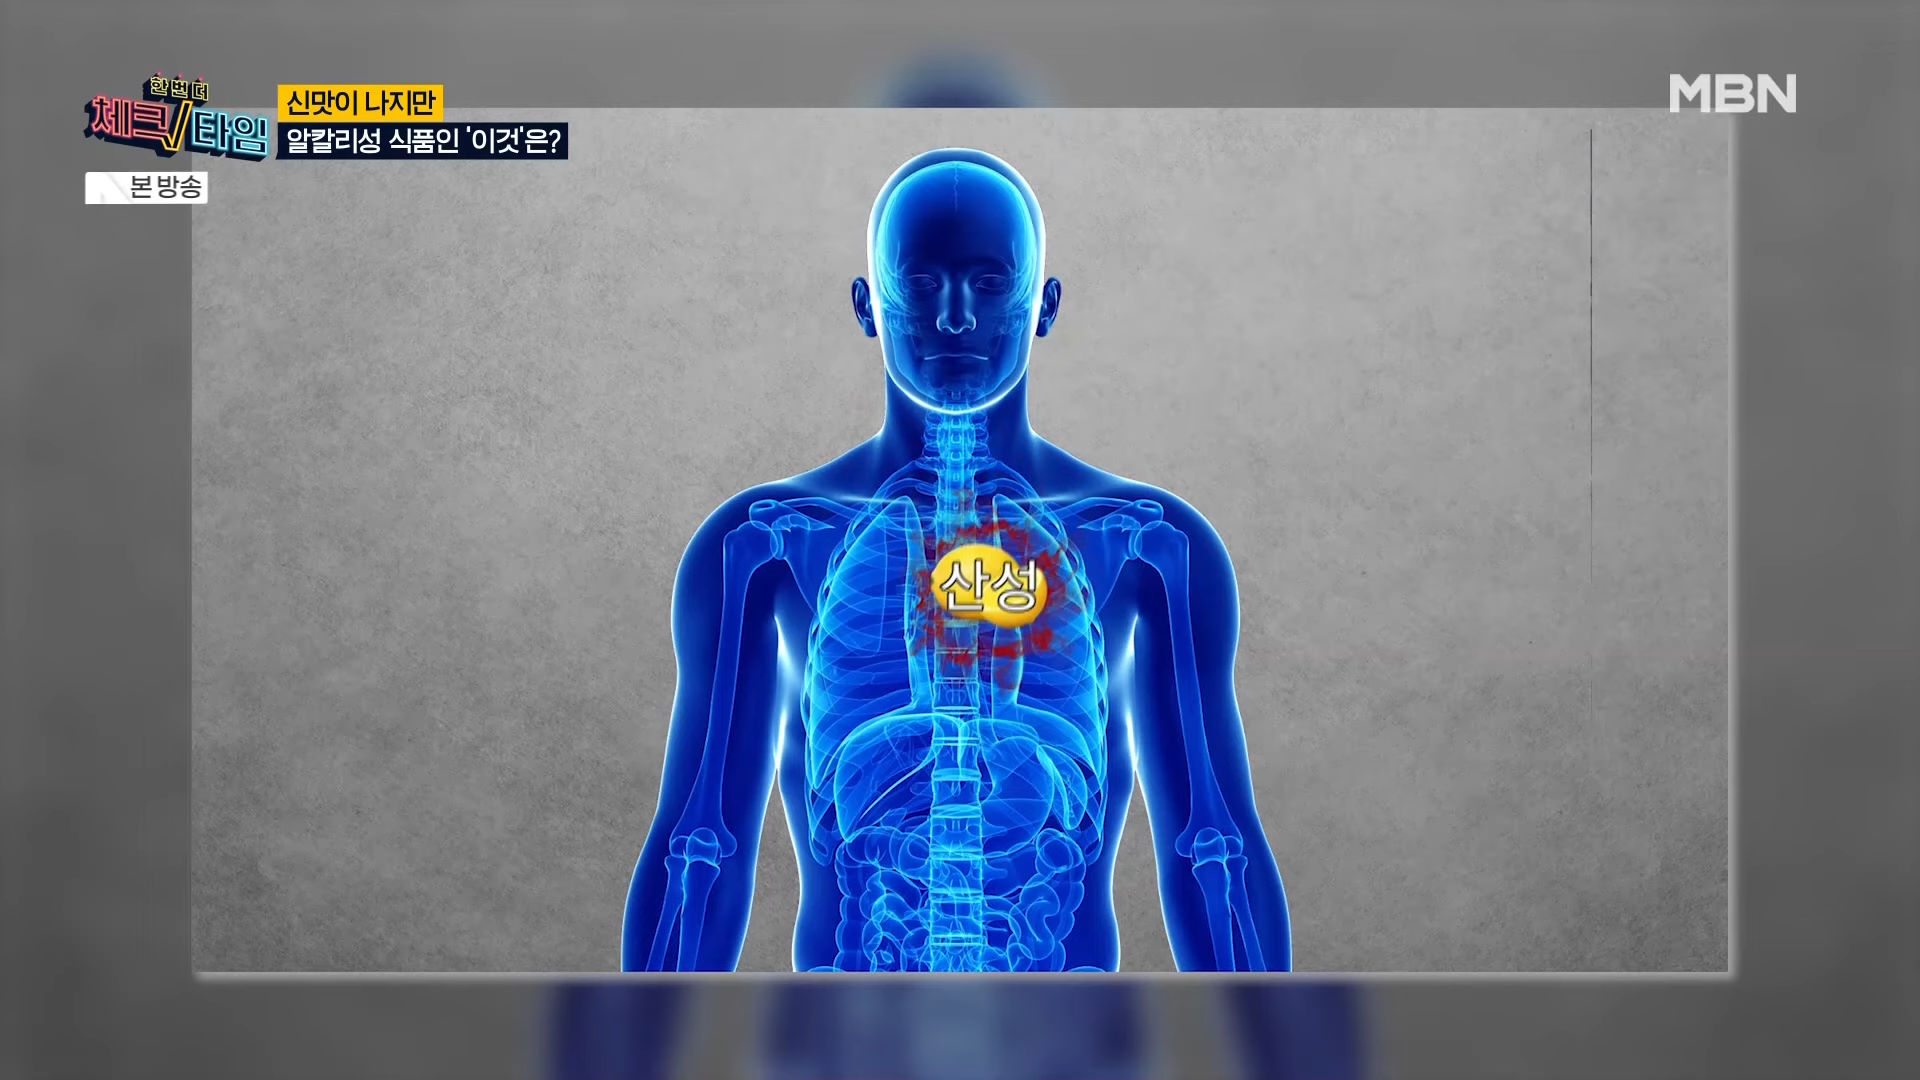 한 번 더
체크타임
신맛이 나지만
알칼리성 식품인 '이것'은?
MBN
본 방송
산성